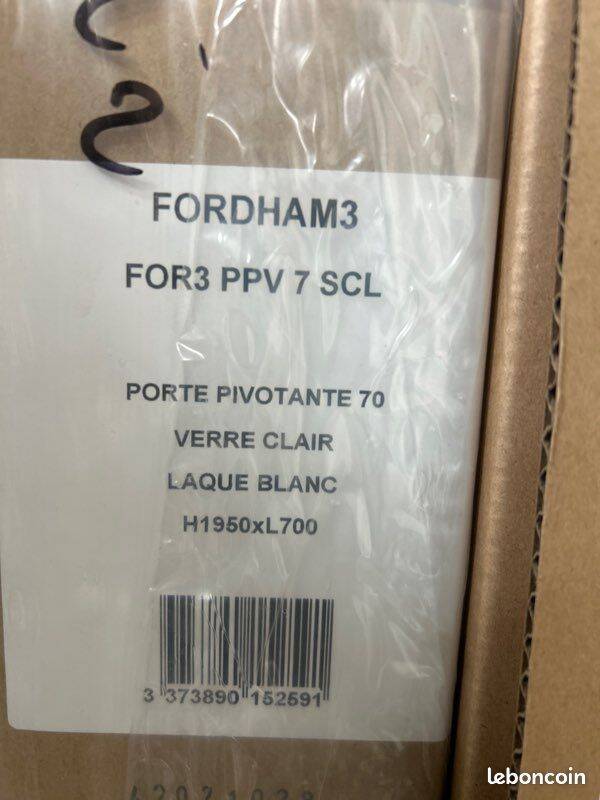 FORDHAM3
FOR3 PPV 7 SCL
PORTE PIVOTANTE 70
VERRE CLAIR
LAQUE BLANC
H1950xL700
3 373890 152591
leboncoin